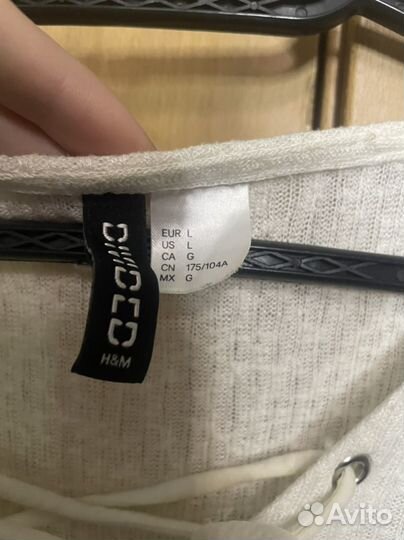 DIVIDED
H&M
EUR L
US L
CA G
CN 175/104A
MX G
Avito